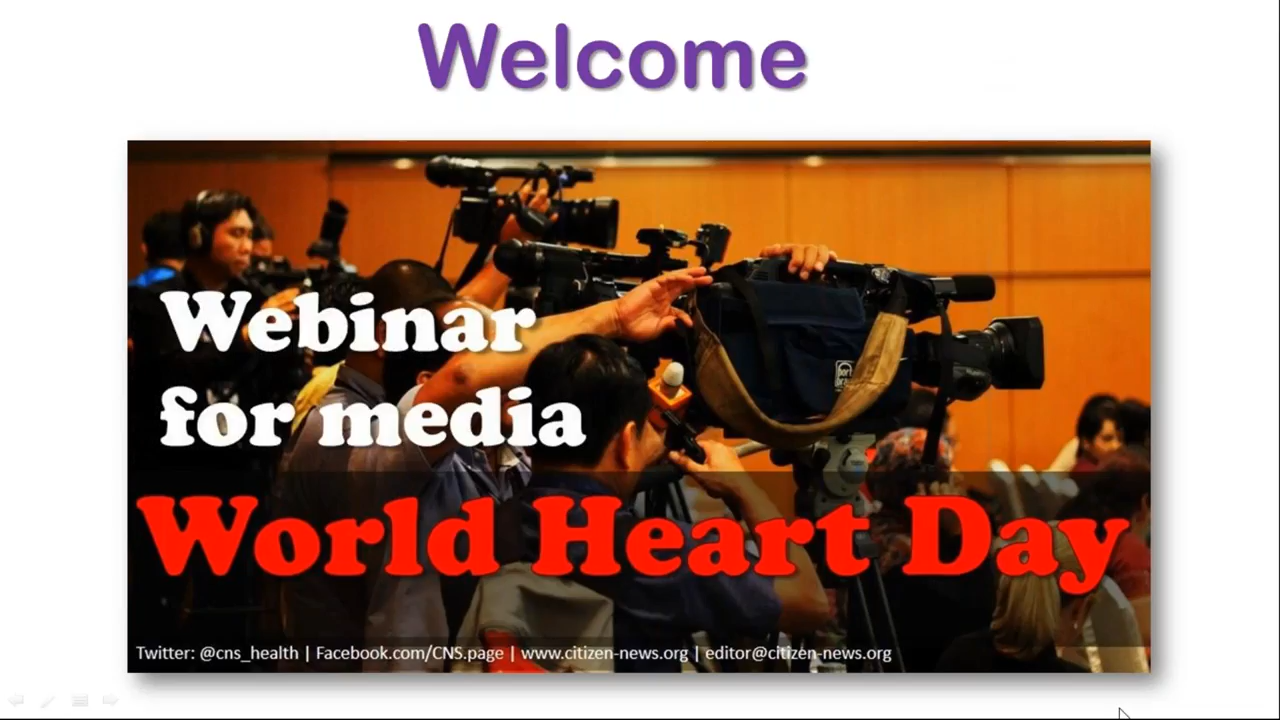 Welcome
Webinar
for media
World Heart Day
Twitter: @cns_health | Facebook.com/CNS.page | www.citizen-news.org | editor@citizen-news.org